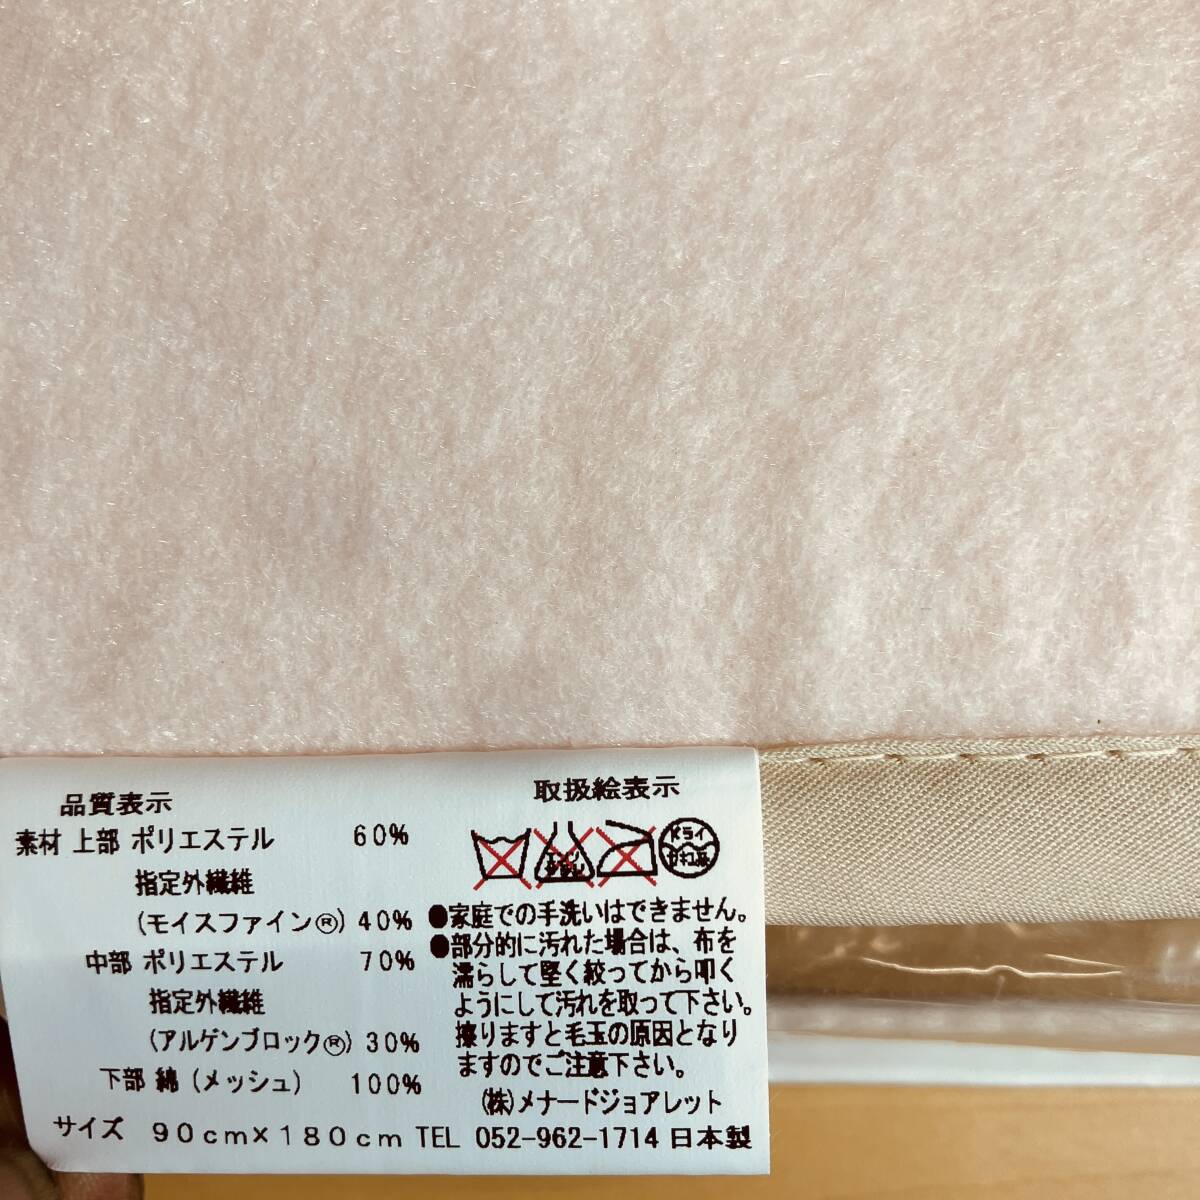 品質表示
素材 上部 ポリエステル 60%
指定外繊維
(モイスファイン®) 40%
中部 ポリエステル 70%
指定外繊維
(アルゲンブロック®) 30%
下部 綿 (メッシュ) 100%
取扱絵表示
ドライ
●家庭での手洗いはできません。
●部分的に汚れた場合は、布を
濡らして堅く絞ってから叩く
ようにして汚れを取って下さい。
擦りますと毛玉の原因となり
ますのでご注意下さい。
(株)メナードジョアレット
サイズ 90cm×180cm TEL 052-962-1714 日本製